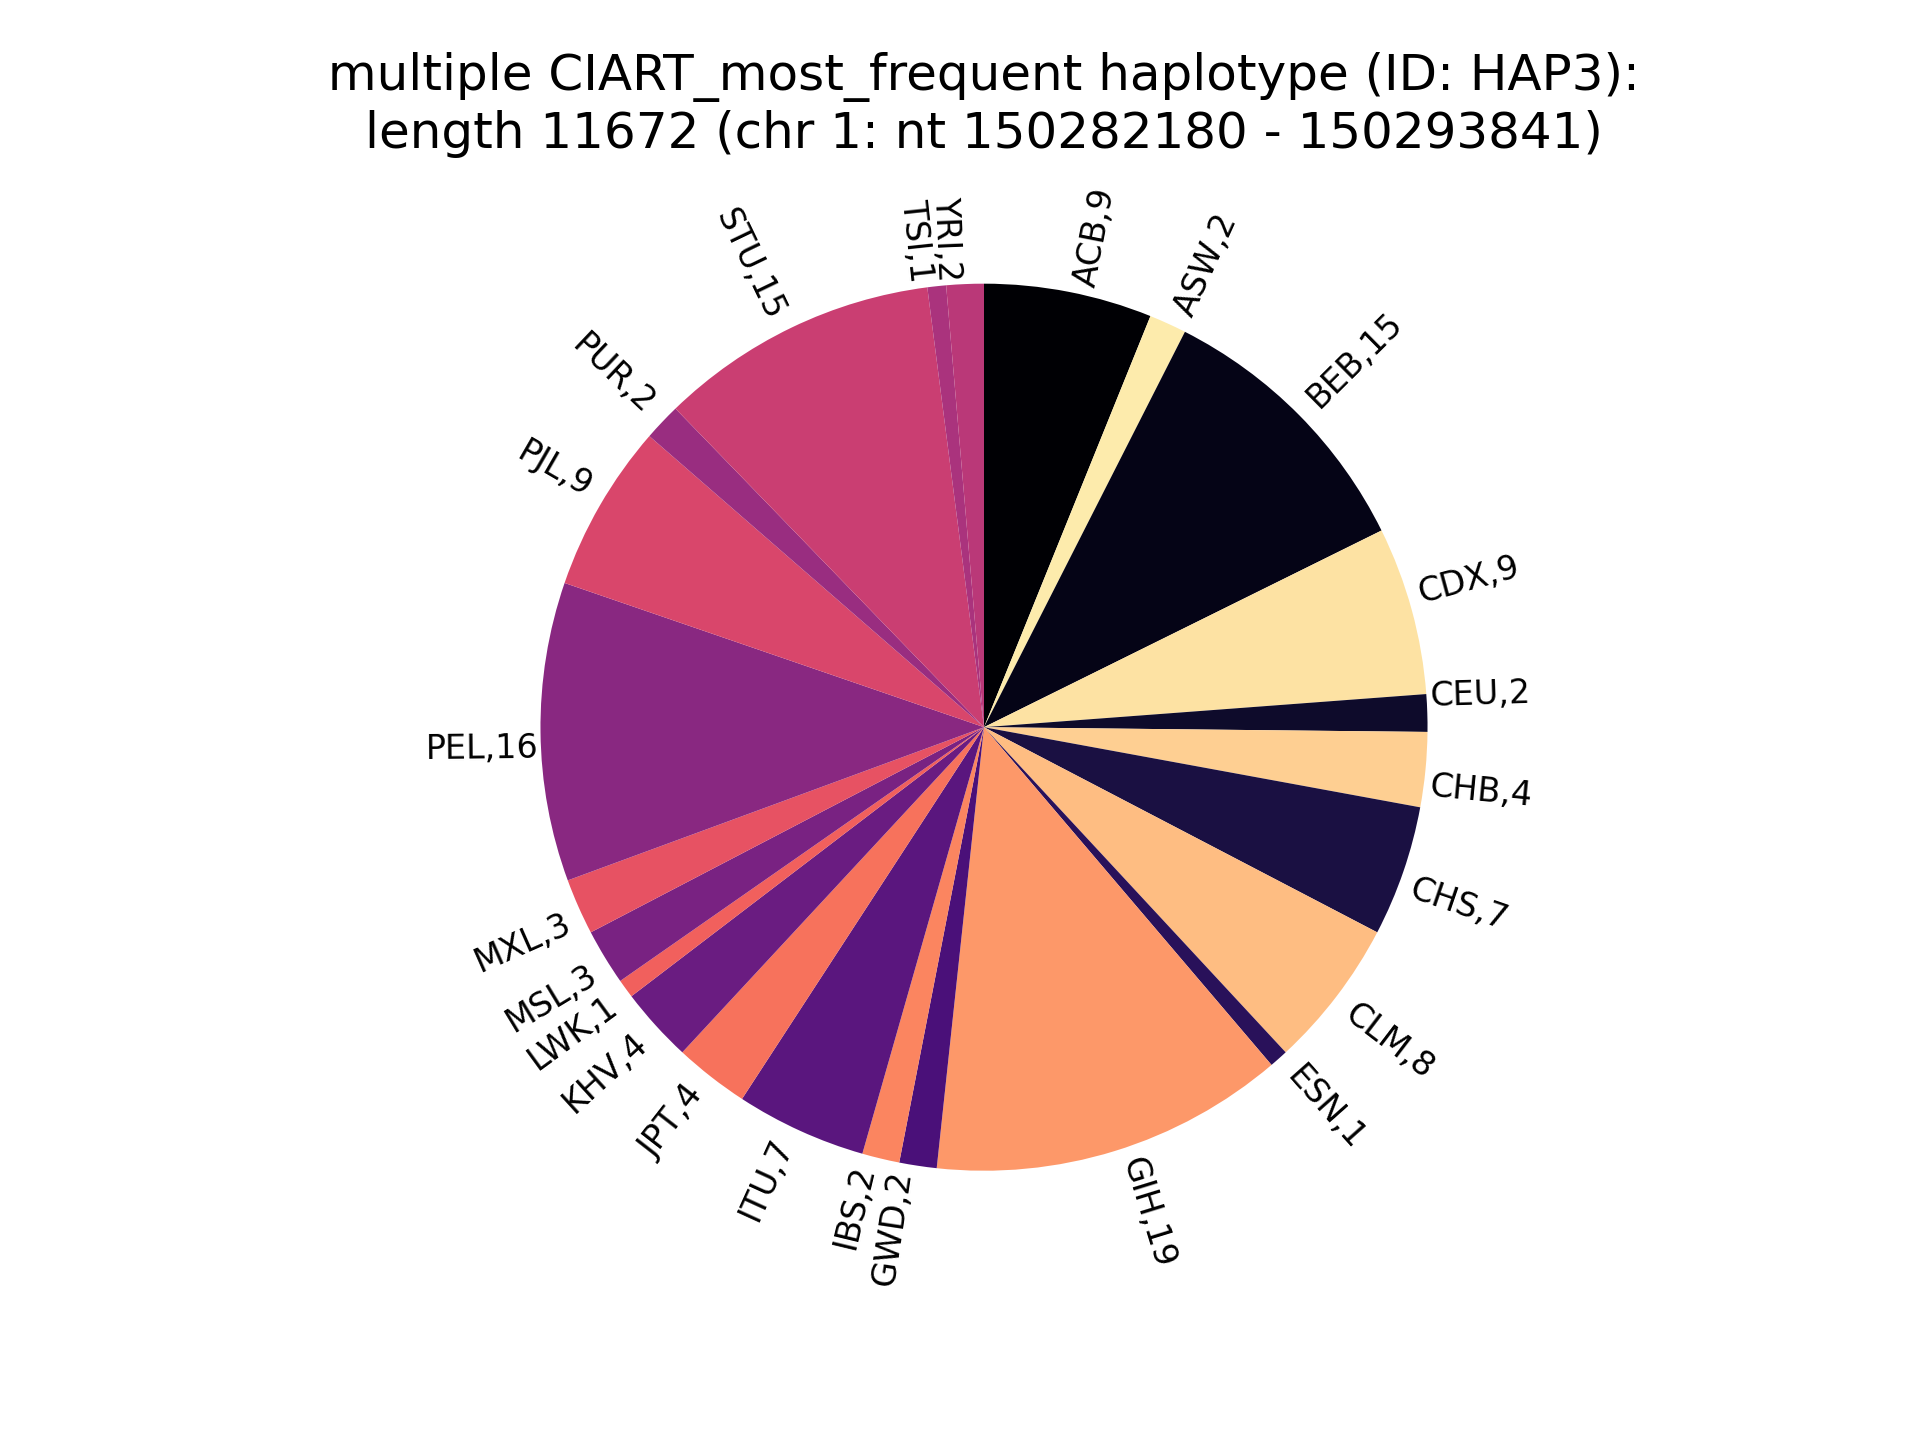 multiple CIART_most_frequent haplotype (ID: HAP3):
length 11672 (chr 1: nt 150282180 - 150293841)
ACB,9
ASW,2
BEB,15
CDX,9
CEU,2
CHB,4
CHS,7
CLM,8
ESN,1
GIH,19
GWD,2
IBS,2
ITU,7
JPT,4
KHV,4
LWK,1
MSL,3
MXL,3
PEL,16
PJL,9
PUR,2
STU,15
TSI,1
YRI,2